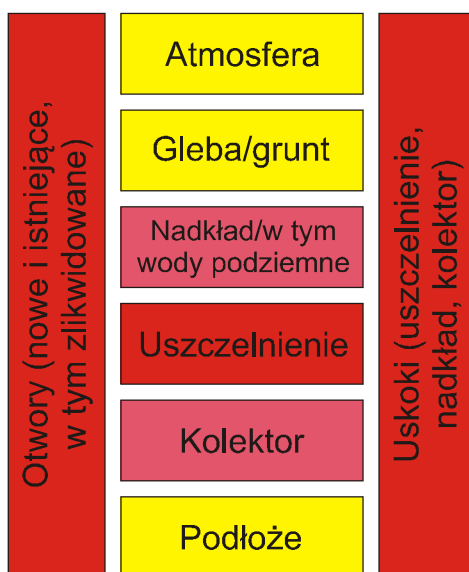 Otwory (nowe i istniejące,
w tym zlikwidowane)
Atmosfera
Gleba/grunt
Nadkład/w tym
wody podziemne
Uszczelnienie
Kolektor
Podłoże
Uskoki (uszczelnienie,
nadkład, kolektor)